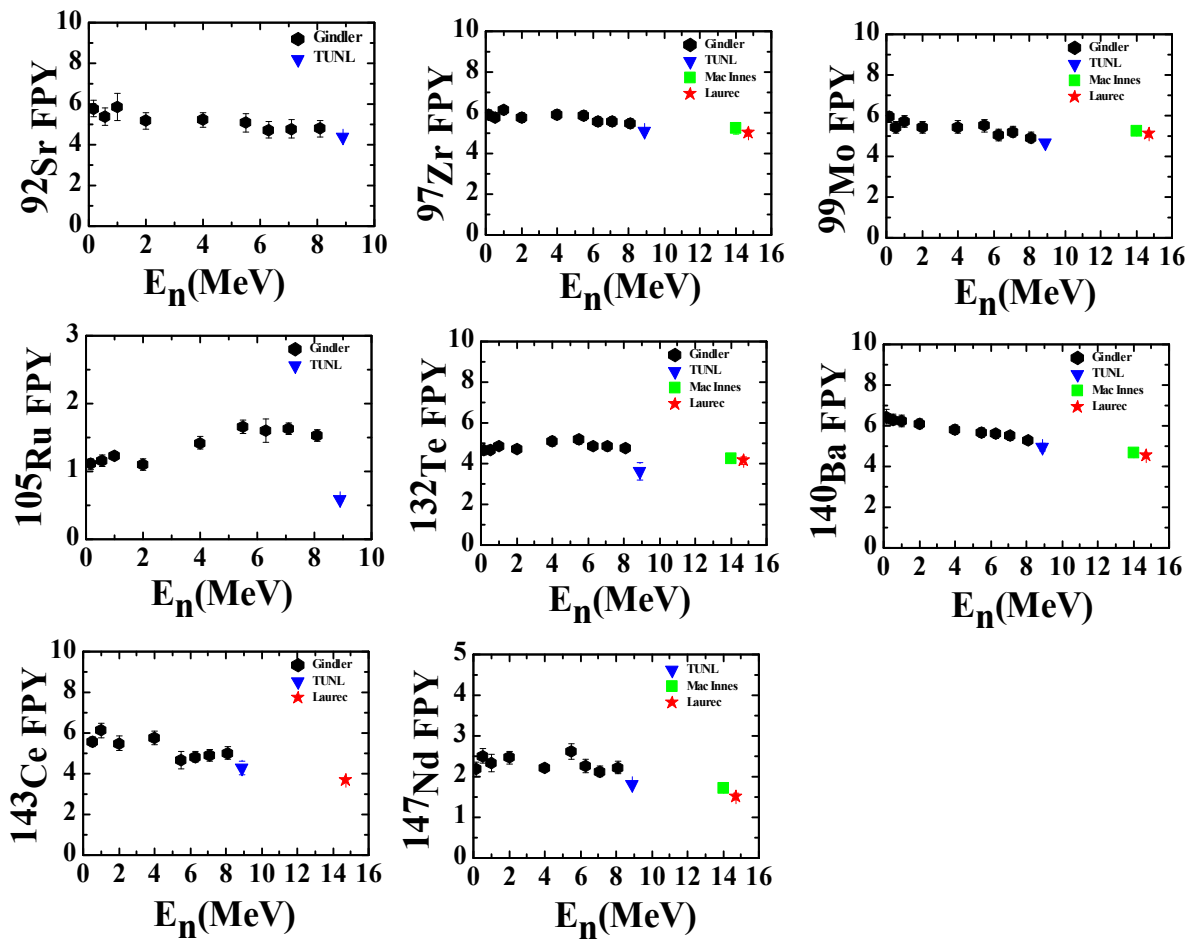 92Sr FPY
10
8
6
4
2
0
0 2 4 6 8 10
En(MeV)
Gindler
TUNL
97Zr FPY
10
8
6
4
2
0
0 2 4 6 8 10 12 14 16
En(MeV)
Gindler
TUNL
Mac Innes
Laurec
99Mo FPY
10
8
6
4
2
0
0 2 4 6 8 10 12 14 16
En(MeV)
Gindler
TUNL
Mac Innes
Laurec
105Ru FPY
3
2
1
0
0 2 4 6 8 10
En(MeV)
Gindler
TUNL
132Te FPY
10
8
6
4
2
0
0 2 4 6 8 10 12 14 16
En(MeV)
Gindler
TUNL
Mac Innes
Laurec
140Ba FPY
10
8
6
4
2
0
0 2 4 6 8 10 12 14 16
En(MeV)
Gindler
TUNL
Mac Innes
Laurec
143Ce FPY
10
8
6
4
2
0
0 2 4 6 8 10 12 14 16
En(MeV)
Gindler
TUNL
Laurec
147Nd FPY
5
4
3
2
1
0
0 2 4 6 8 10 12 14 16
En(MeV)
TUNL
Mac Innes
Laurec